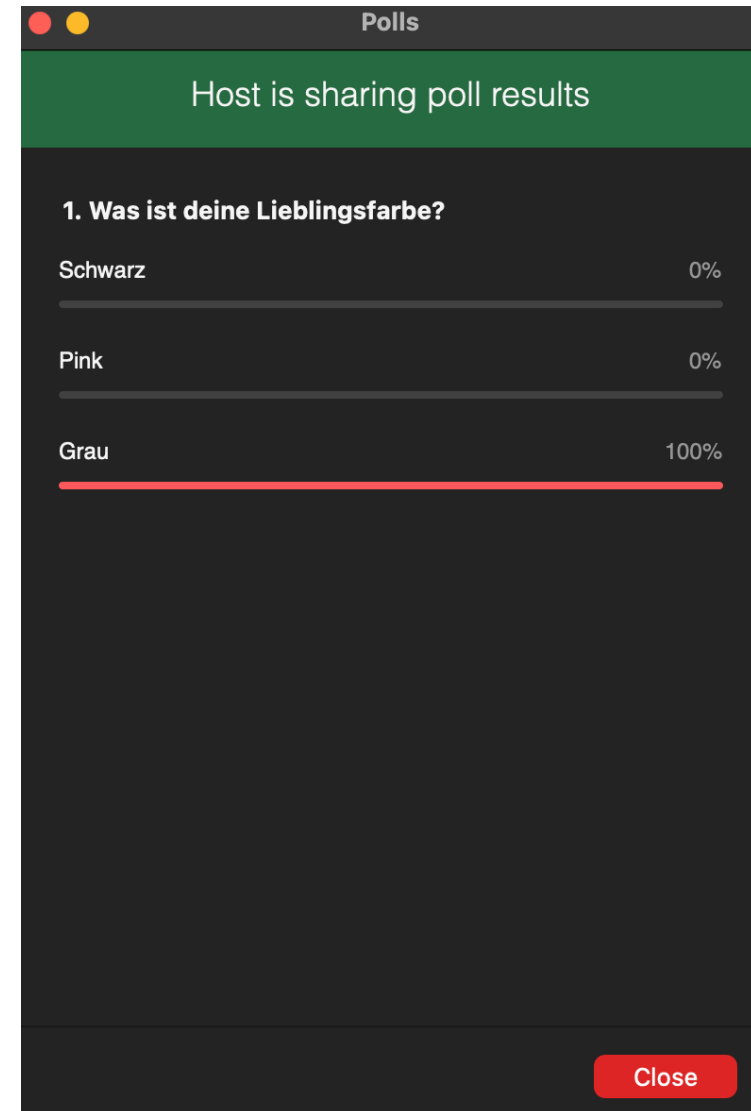 Polls
Host is sharing poll results
1. Was ist deine Lieblingsfarbe?
Schwarz 0%
Pink 0%
Grau 100%
Close